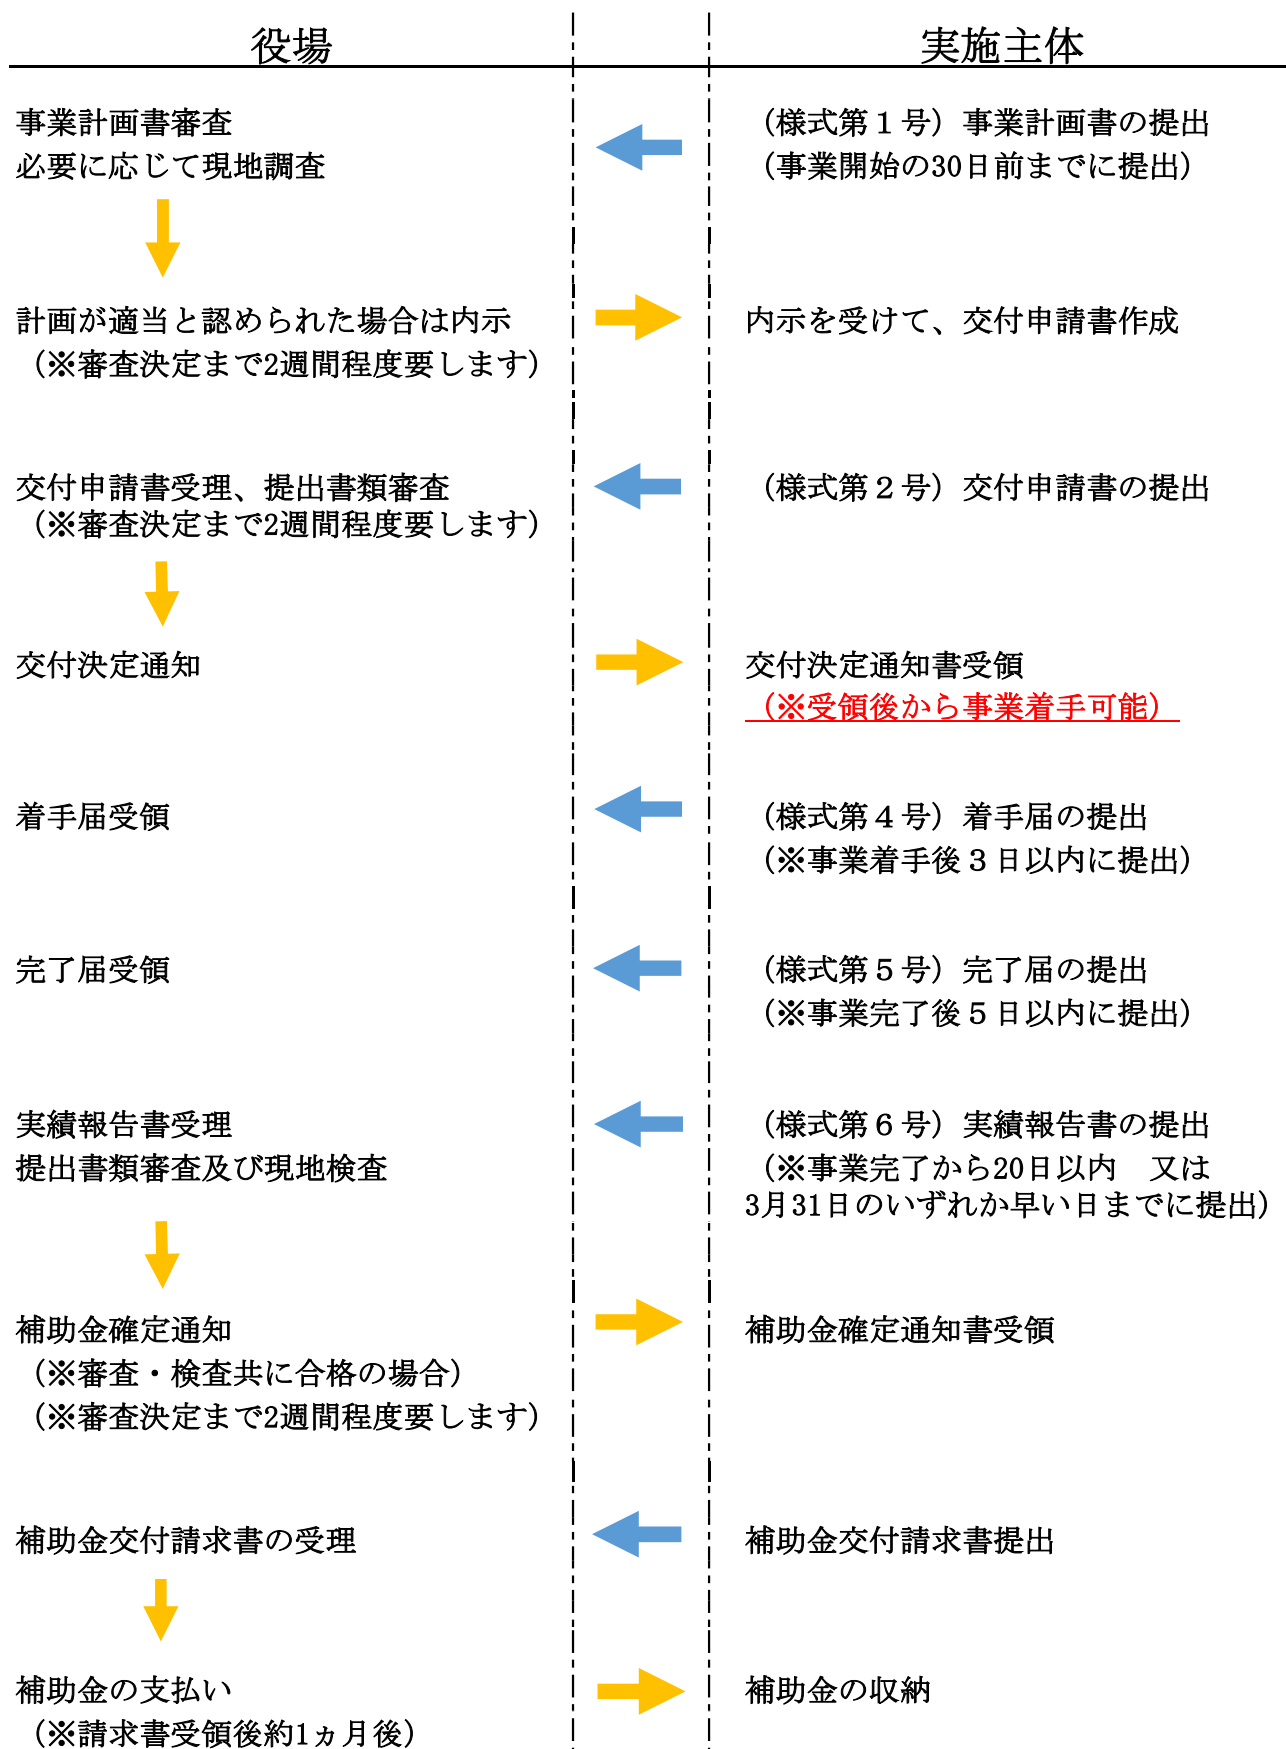 役場
実施主体
事業計画書審査
必要に応じて現地調査
（様式第１号）事業計画書の提出
（事業開始の30日前までに提出）
計画が適当と認められた場合は内示
（※審査決定まで2週間程度要します）
内示を受けて、交付申請書作成
交付申請書受理、提出書類審査
（※審査決定まで2週間程度要します）
（様式第２号）交付申請書の提出
交付決定通知
交付決定通知書受領
（※受領後から事業着手可能）
着手届受領
（様式第４号）着手届の提出
（※事業着手後３日以内に提出）
完了届受領
（様式第５号）完了届の提出
（※事業完了後５日以内に提出）
実績報告書受理
提出書類審査及び現地検査
（様式第６号）実績報告書の提出
（※事業完了から20日以内　又は
3月31日のいずれか早い日までに提出）
補助金確定通知
（※審査・検査共に合格の場合）
（※審査決定まで2週間程度要します）
補助金確定通知書受領
補助金交付請求書の受理
補助金交付請求書提出
補助金の支払い
（※請求書受領後約1ヵ月後）
補助金の収納